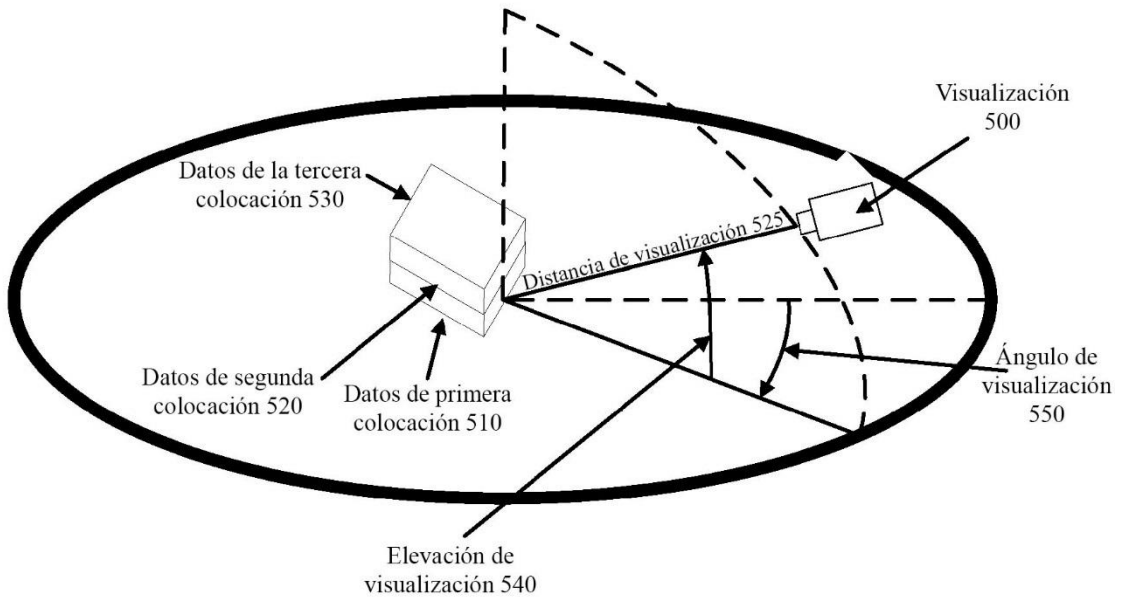 Visualización
500
Datos de la tercera
colocación 530
Distancia de visualización 525
Datos de segunda
colocación 520
Datos de primera
colocación 510
Ángulo de
visualización
550
Elevación de
visualización 540